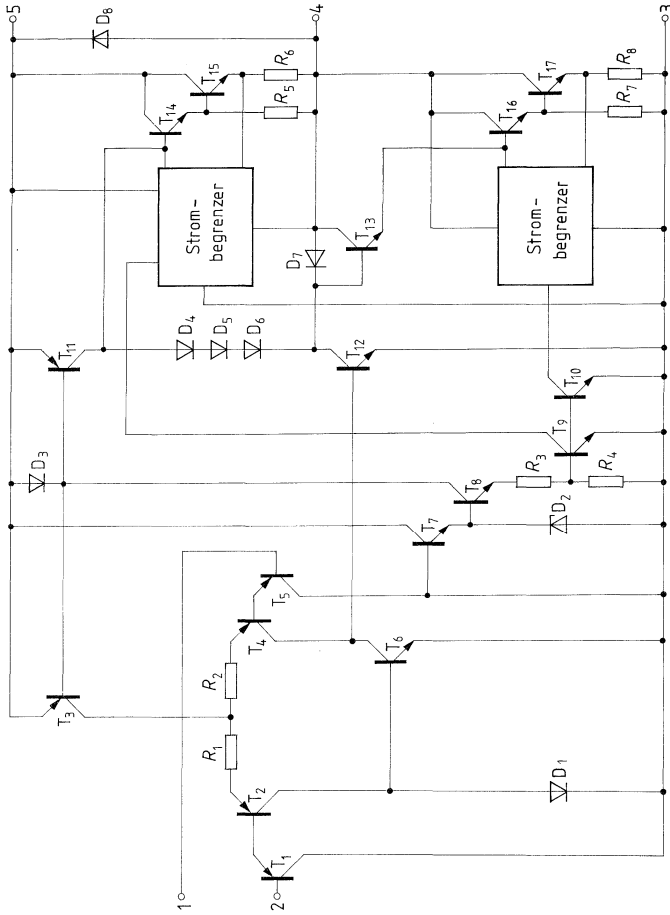 5
D₈
D₃
T₃
T₁₁
T₁₄
T₁₅
1
D₄
Strom-
begrenzer
R₁
R₂
D₅
T₂
T₄
D₆
2
T₁
T₅
R₅
R₆
D₇
4
T₁₂
T₁₃
T₆
T₇
T₈
T₁₆
T₁₇
R₃
Strom-
begrenzer
D₁
D₂
T₉
T₁₀
R₄
R₇
R₈
3